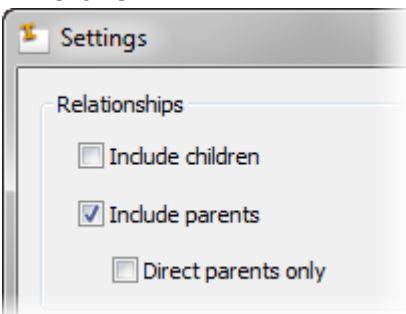 Settings
Relationships
Include children
Include parents
Direct parents only